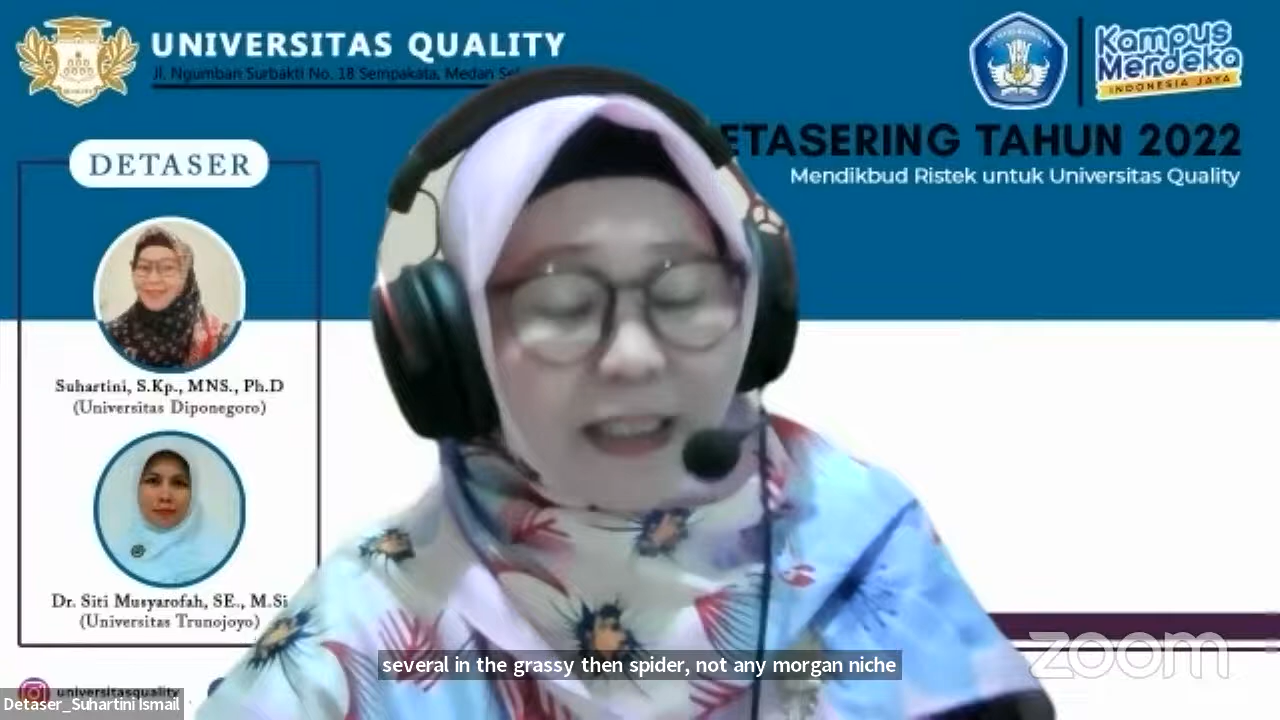 UNIVERSITAS QUALITY
Jl. Ngumban Surbakti No. 18 Sempakata, Medan
Kampus
Merdeka
INDONESIA JAYA
ETASERING TAHUN 2022
Mendikbud Ristek untuk Universitas Quality
DETASER
Suhartini, S.Kp., MNS., Ph.D
(Universitas Diponegoro)
Dr. Siti Musyarofah, SE., M.Si
(Universitas Trunojoyo)
several in the grassy then spider, not any morgan niche
zoom
universitasquality
Detaser_Suhartini Ismail